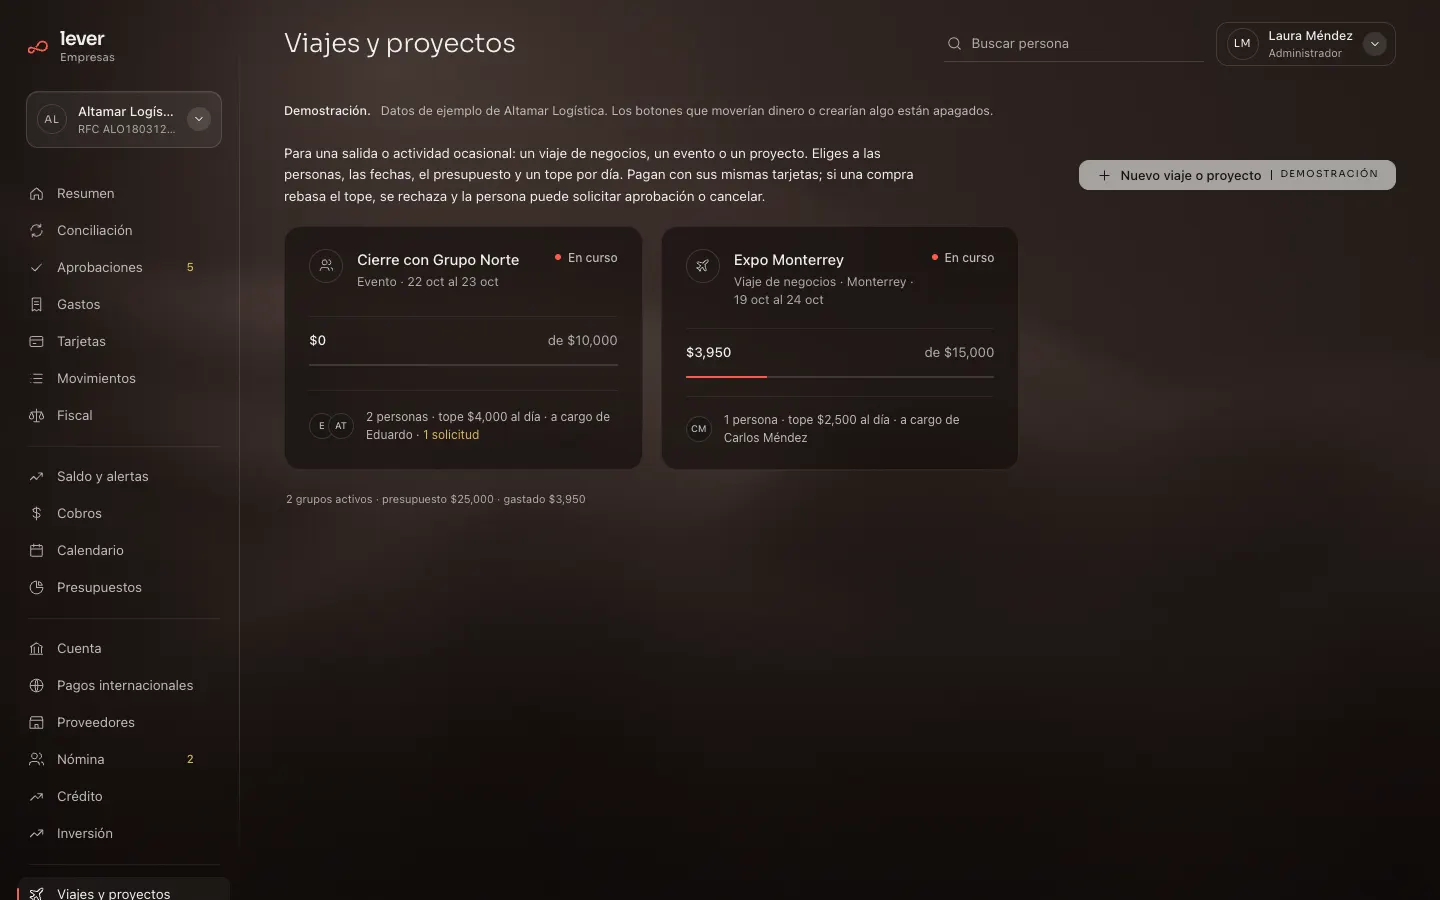 lever
Empresas
AL
Altamar Logís...
RFC ALO180312...
Resumen
Conciliación
Aprobaciones 5
Gastos
Tarjetas
Movimientos
Fiscal
Saldo y alertas
Cobros
Calendario
Presupuestos
Cuenta
Pagos internacionales
Proveedores
Nómina 2
Crédito
Inversión
Viajes y proyectos
Viajes y proyectos
Buscar persona
LM
Laura Méndez
Administrador
Demostración. Datos de ejemplo de Altamar Logística. Los botones que moverían dinero o crearían algo están apagados.
Para una salida o actividad ocasional: un viaje de negocios, un evento o un proyecto. Eliges a las
personas, las fechas, el presupuesto y un tope por día. Pagan con sus mismas tarjetas; si una compra
rebasa el tope, se rechaza y la persona puede solicitar aprobación o cancelar.
+ Nuevo viaje o proyecto | DEMOSTRACIÓN
Cierre con Grupo Norte
En curso
Evento · 22 oct al 23 oct
$0 de $10,000
E AT
2 personas · tope $4,000 al día · a cargo de
Eduardo · 1 solicitud
Expo Monterrey
En curso
Viaje de negocios · Monterrey ·
19 oct al 24 oct
$3,950 de $15,000
CM
1 persona · tope $2,500 al día · a cargo de
Carlos Méndez
2 grupos activos · presupuesto $25,000 · gastado $3,950